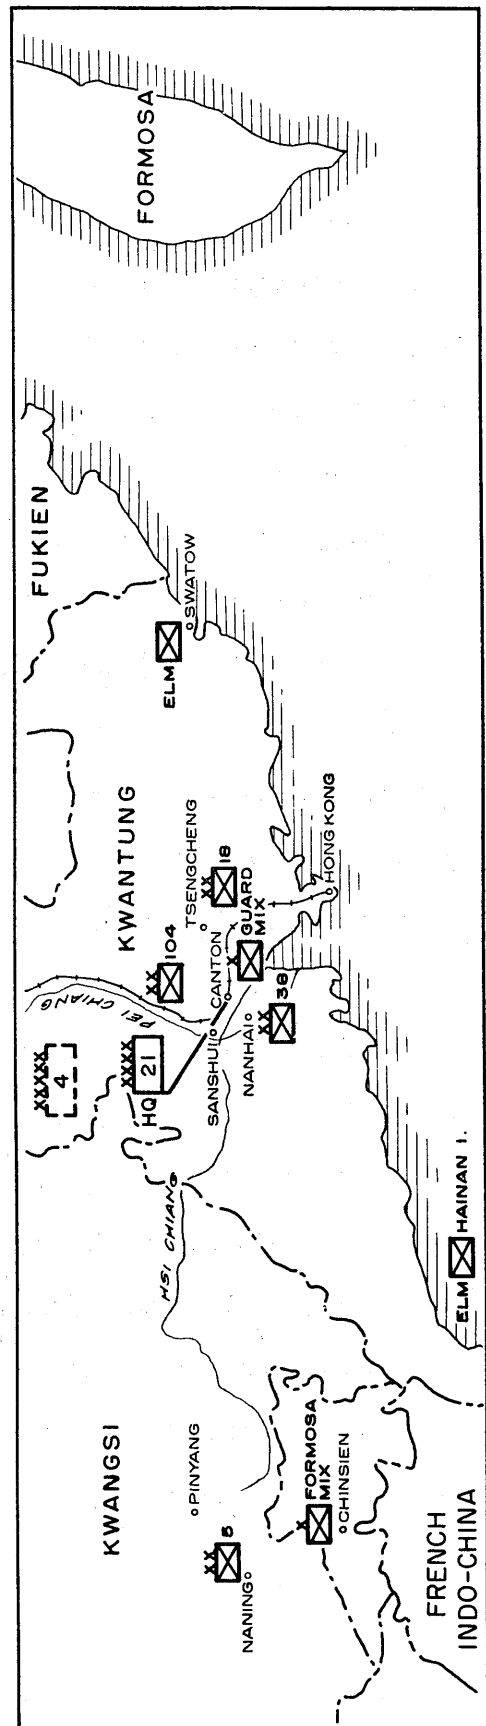 FORMOSA
FUKIEN
SWATOW
ELM
KWANTUNG
TSENGCHENG
XX
18
HONG KONG
GUARD
MIX
X
CANTON
XX
104
PEI CHIANG
XX
38
NANHAI
SANSHUI
XXXX
21
HQ
XXXXX
4
HSI CHIANG
HAINAN I.
ELM
KWANGSI
PINYANG
FORMOSA
MIX
X
CHINSIEN
XX
5
NANING
FRENCH
INDO-CHINA